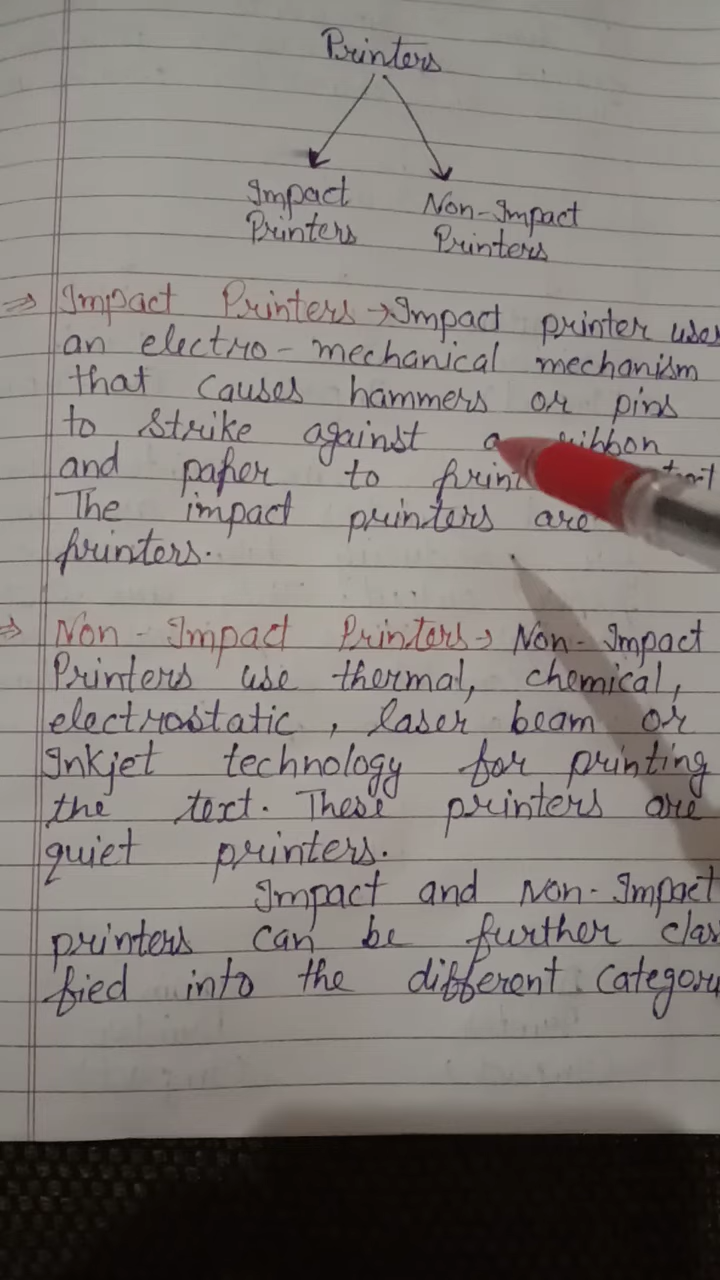 Printers
Impact
Printers
Non-Impact
Printers
⇒ Impact Printers → Impact printer uses
an electro-mechanical mechanism
that causes hammers or pins
to strike against a ribbon
and paper to print
The impact printers are
printers.
⇒ Non-Impact Printers → Non-Impact
Printers use thermal, chemical,
electrostatic, laser beam or
Inkjet technology for printing
the text. These printers are
quiet printers.
Impact and Non-Impact
printers can be further clas
fied into the different categor